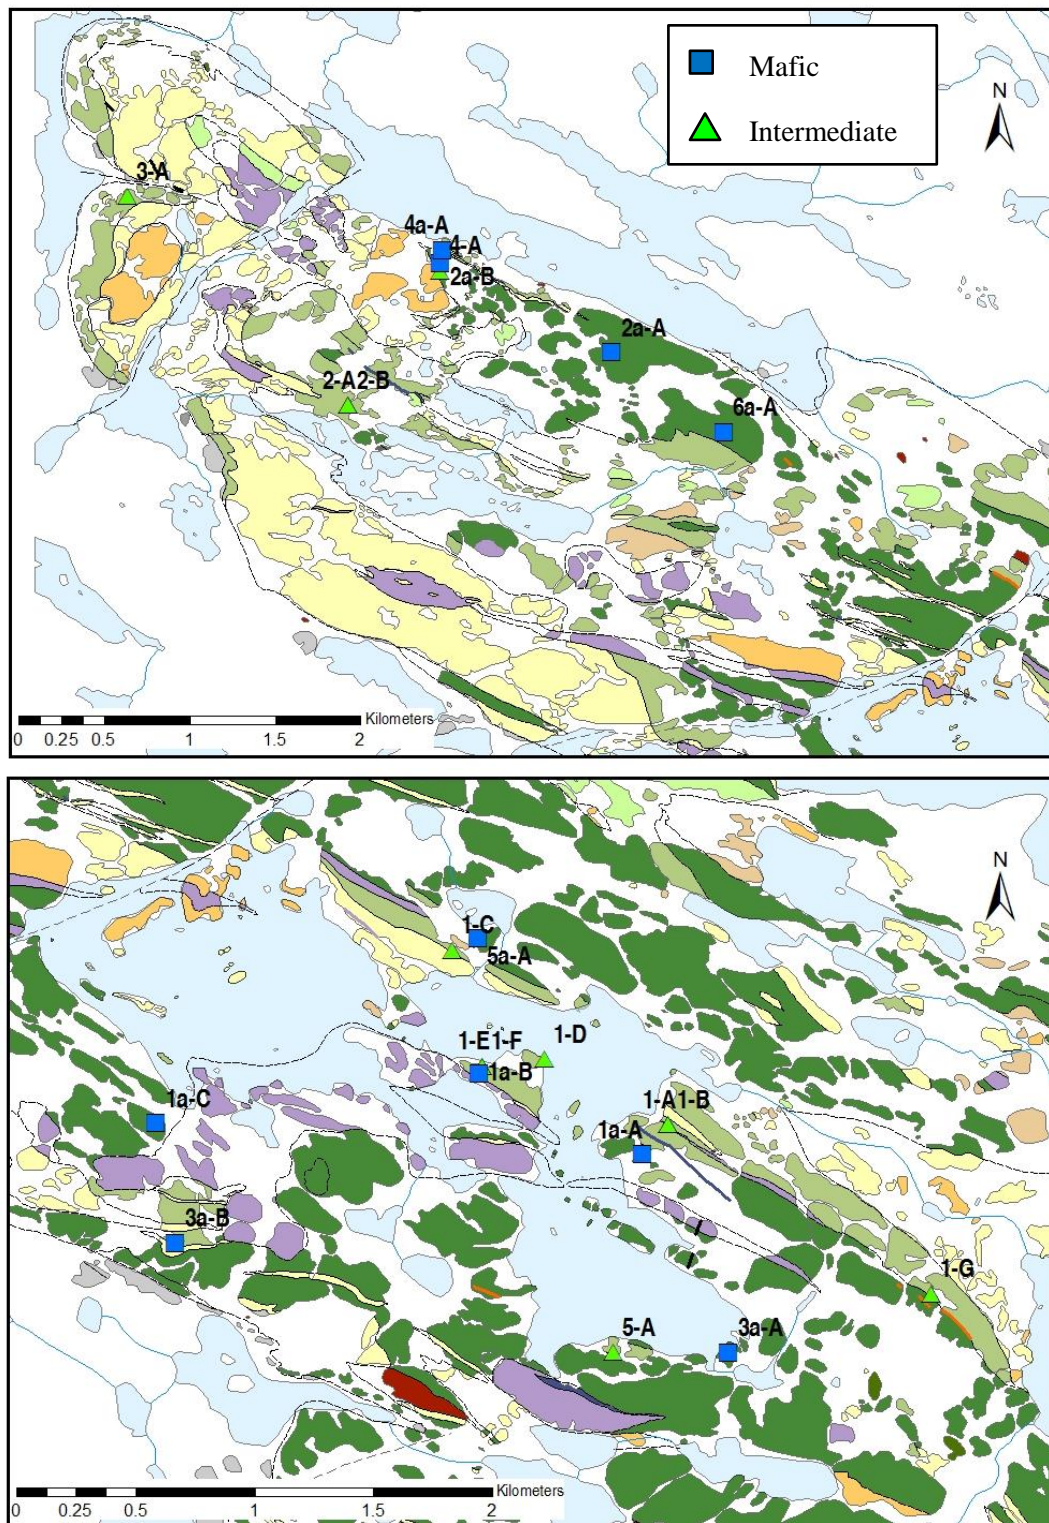 Mafic
Intermediate
N
3-A
4a-A
4-A
2a-B
2a-A
2-A2-B
6a-A
Kilometers
0 0.25 0.5 1 1.5 2
N
1-C
5a-A
1-E1-F
1-D
1a-B
1a-C
1-A1-B
1a-A
3a-B
1-G
5-A
3a-A
Kilometers
0 0.25 0.5 1 1.5 2